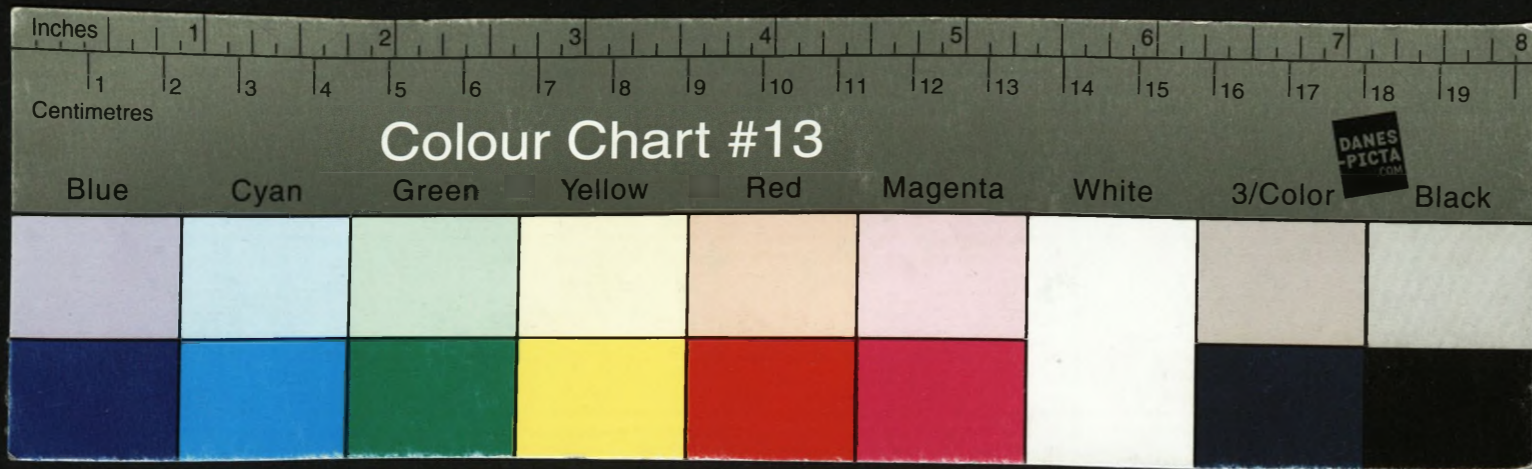 Inches 1 2 3 4 5 6 7 8
1 2 3 4 5 6 7 8 9 10 11 12 13 14 15 16 17 18 19
Centimetres
Colour Chart #13
DANES
-PICTA
.COM
Blue Cyan Green Yellow Red Magenta White 3/Color Black